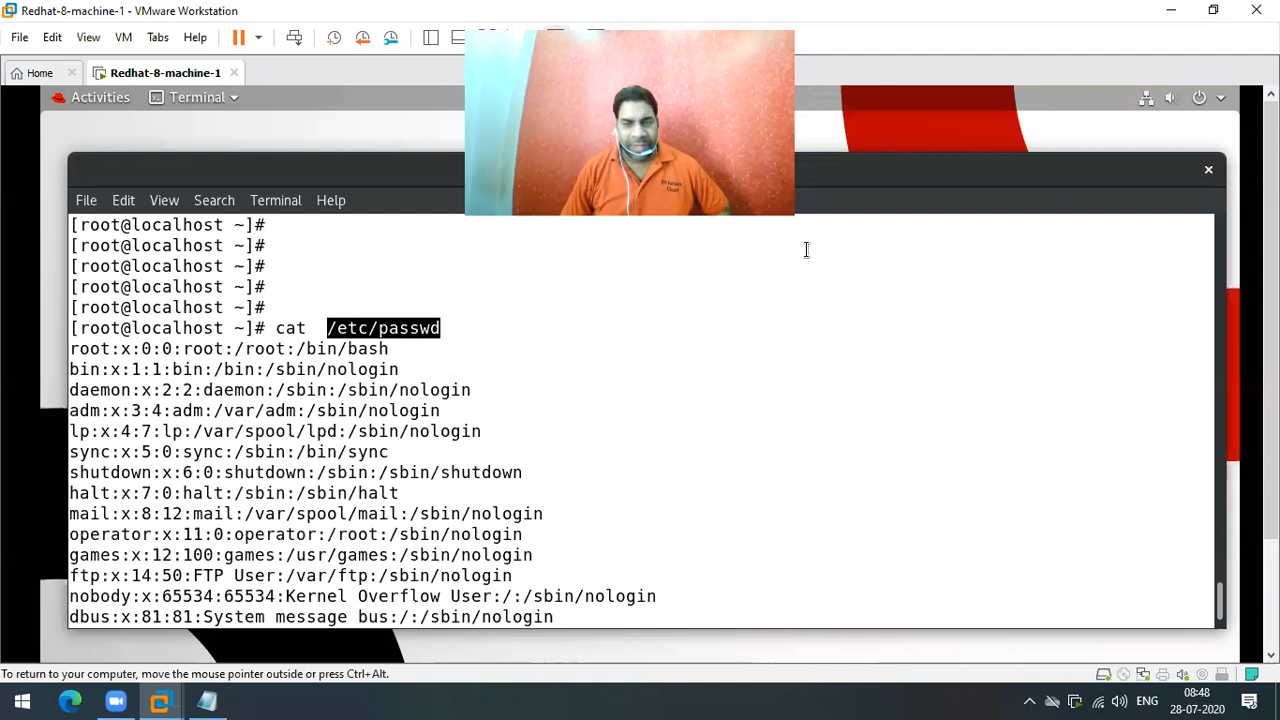 Redhat-8-machine-1 - VMware Workstation
File Edit View VM Tabs Help
Home Redhat-8-machine-1
Activities Terminal
File Edit View Search Terminal Help
[root@localhost ~]#
[root@localhost ~]#
[root@localhost ~]#
[root@localhost ~]#
[root@localhost ~]#
[root@localhost ~]# cat  /etc/passwd
root:x:0:0:root:/root:/bin/bash
bin:x:1:1:bin:/bin:/sbin/nologin
daemon:x:2:2:daemon:/sbin:/sbin/nologin
adm:x:3:4:adm:/var/adm:/sbin/nologin
lp:x:4:7:lp:/var/spool/lpd:/sbin/nologin
sync:x:5:0:sync:/sbin:/bin/sync
shutdown:x:6:0:shutdown:/sbin:/sbin/shutdown
halt:x:7:0:halt:/sbin:/sbin/halt
mail:x:8:12:mail:/var/spool/mail:/sbin/nologin
operator:x:11:0:operator:/root:/sbin/nologin
games:x:12:100:games:/usr/games:/sbin/nologin
ftp:x:14:50:FTP User:/var/ftp:/sbin/nologin
nobody:x:65534:65534:Kernel Overflow User:/:/sbin/nologin
dbus:x:81:81:System message bus:/:/sbin/nologin
To return to your computer, move the mouse pointer outside or press Ctrl+Alt.
ENG
08:48
28-07-2020